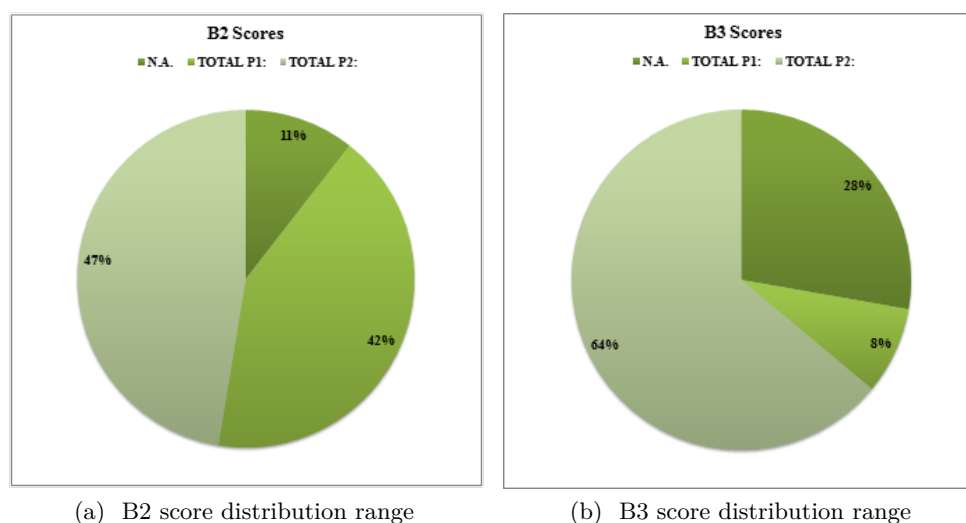 B2 Scores
N.A. TOTAL P1: TOTAL P2:
11%
47%
42%
(a) B2 score distribution range
B3 Scores
N.A. TOTAL P1: TOTAL P2:
28%
64%
8%
(b) B3 score distribution range